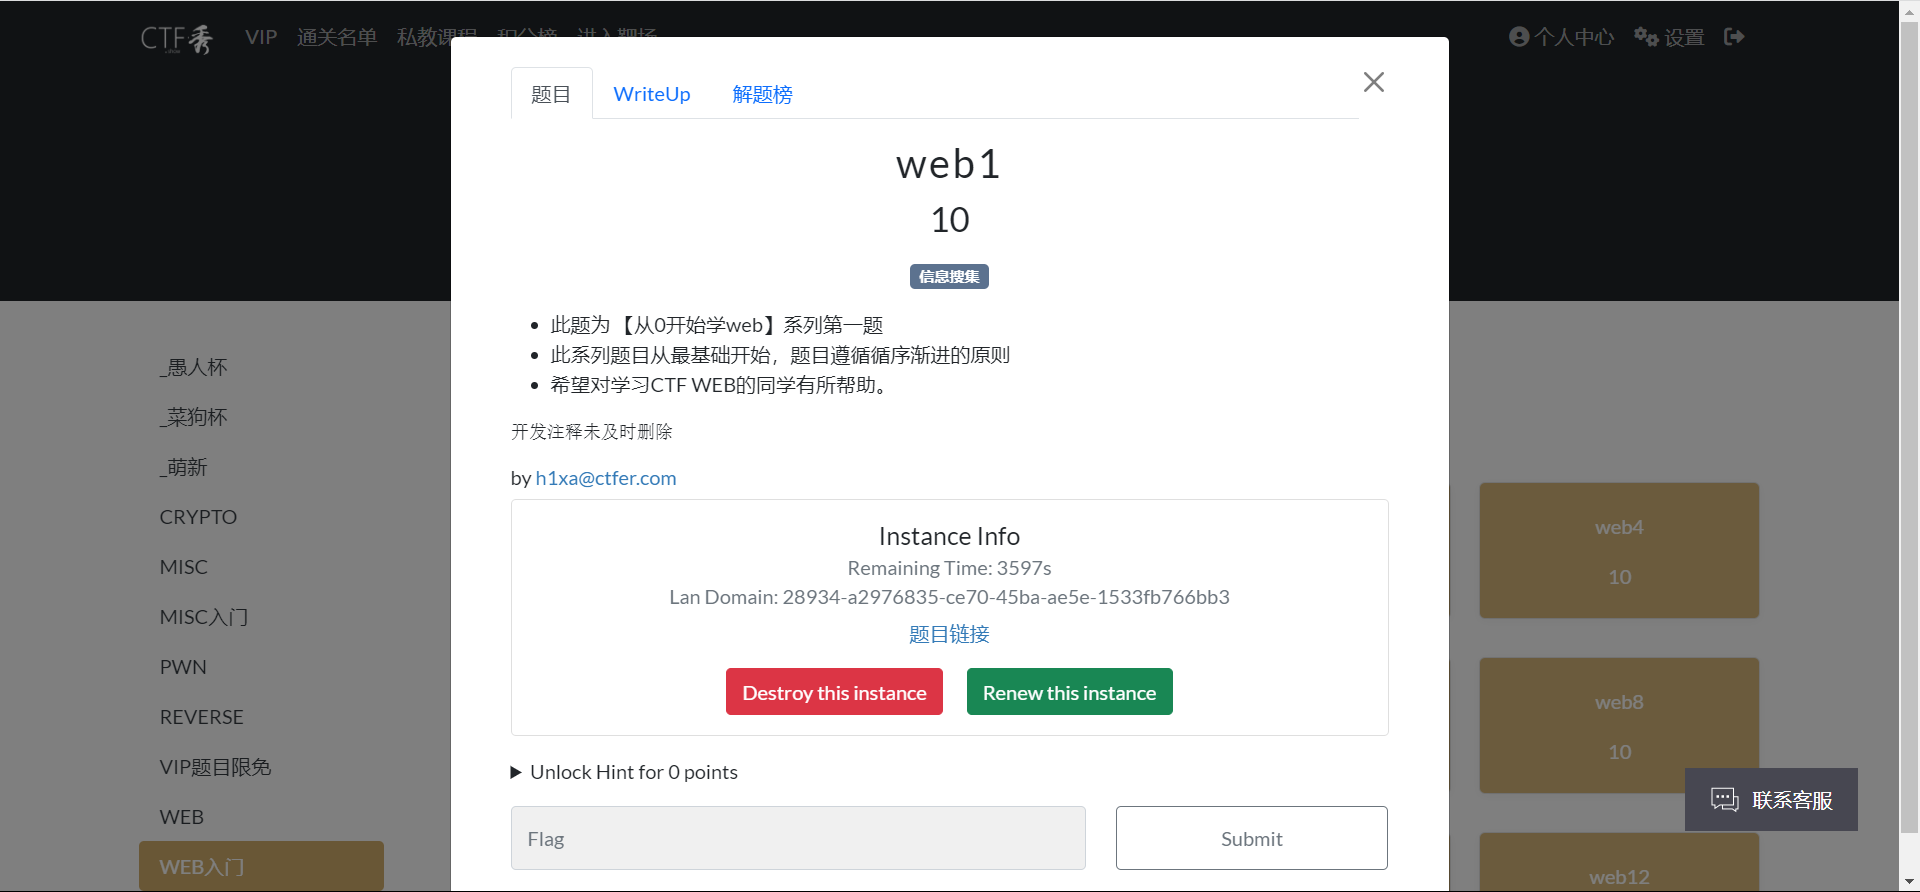 CTF秀 VIP 通关名单 私教课程 积分榜 进入靶场 个人中心 设置
题目 WriteUp 解题榜
web1
10
信息搜集
此题为 【从0开始学web】系列第一题
此系列题目从最基础开始，题目遵循循序渐进的原则
希望对学习CTF WEB的同学有所帮助。
开发注释未及时删除
by h1xa@ctfer.com
Instance Info
Remaining Time: 3597s
Lan Domain: 28934-a2976835-ce70-45ba-ae5e-1533fb766bb3
题目链接
Destroy this instance Renew this instance
Unlock Hint for 0 points
Flag Submit
_愚人杯
_菜狗杯
_萌新
CRYPTO
MISC
MISC入门
PWN
REVERSE
VIP题目限免
WEB
WEB入门
web4
10
web8
10
联系客服
web12